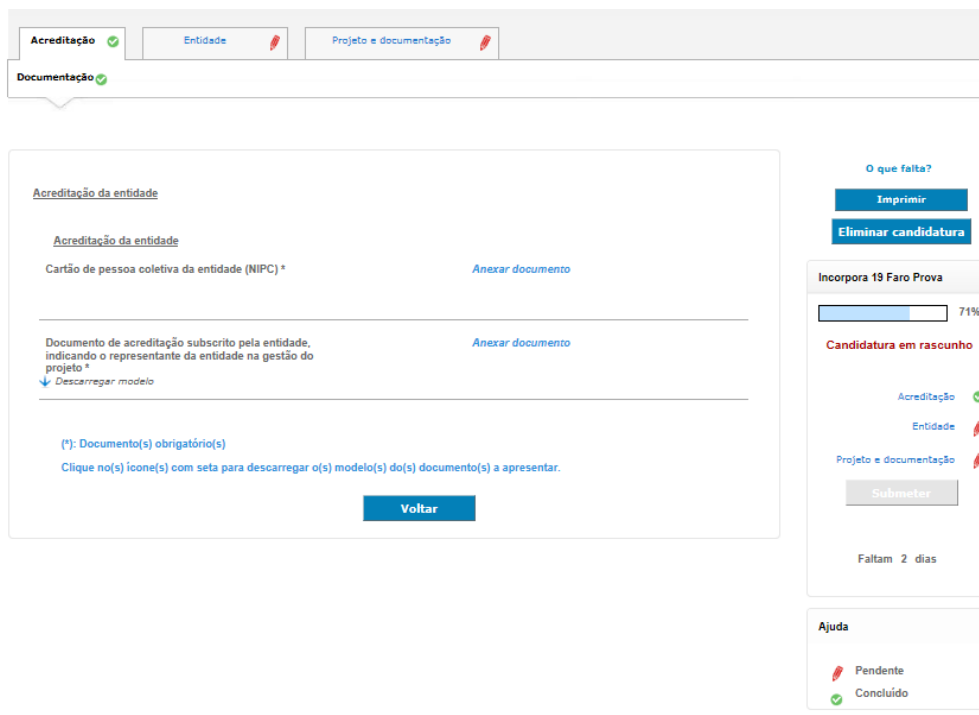 Acreditação
Entidade
Projeto e documentação
Documentação
Acreditação da entidade
Acreditação da entidade
Cartão de pessoa coletiva da entidade (NIPC) *
Anexar documento
Documento de acreditação subscrito pela entidade,
indicando o representante da entidade na gestão do
projeto *
Anexar documento
Descarregar modelo
(*): Documento(s) obrigatório(s)
Clique no(s) ícone(s) com seta para descarregar o(s) modelo(s) do(s) documento(s) a apresentar.
Voltar
O que falta?
Imprimir
Eliminar candidatura
Incorpora 19 Faro Prova
71%
Candidatura em rascunho
Acreditação
Entidade
Projeto e documentação
Submeter
Faltam 2 dias
Ajuda
Pendente
Concluído